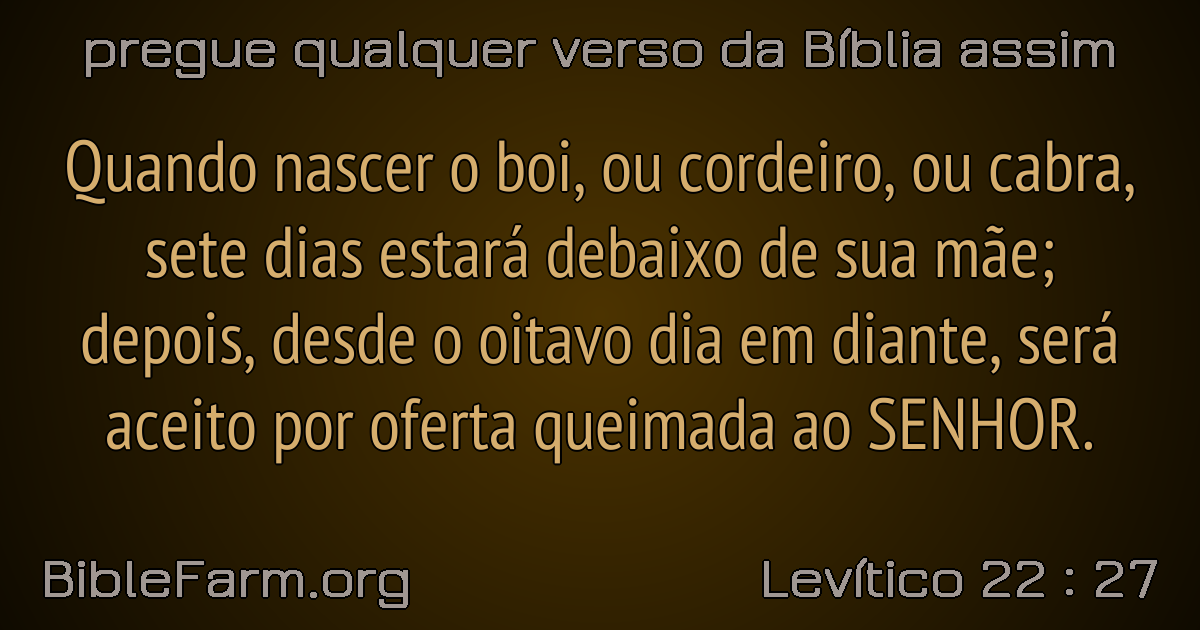 pregue qualquer verso da Bíblia assim
Quando nascer o boi, ou cordeiro, ou cabra,
sete dias estará debaixo de sua mãe;
depois, desde o oitavo dia em diante, será
aceito por oferta queimada ao SENHOR.
BibleFarm.org
Levítico 22 : 27